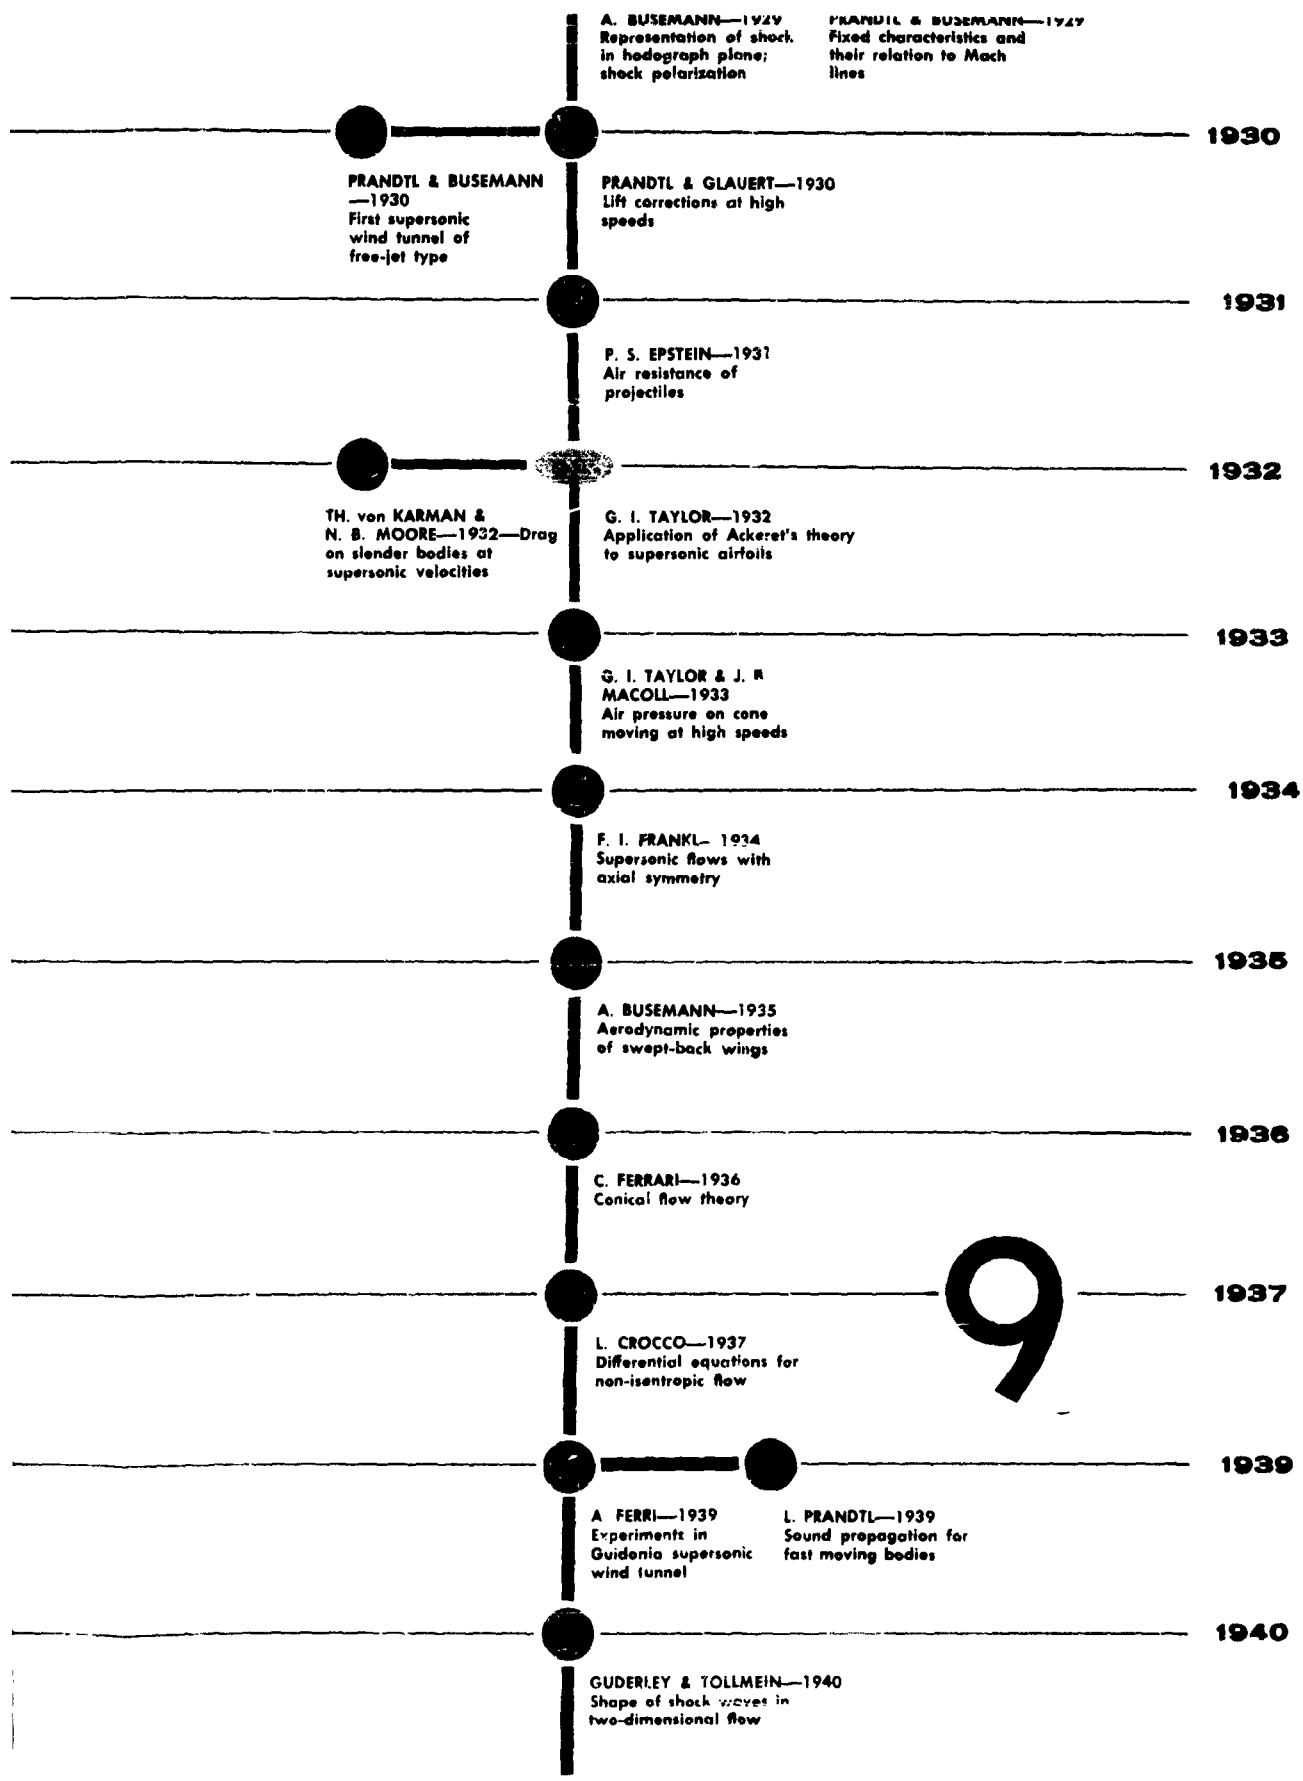 A. BUSEMANN—1929
Representation of shock
in hodograph plane;
shock polarization
PRANDTL & BUSEMANN—1929
Fixed characteristics and
their relation to Mach
lines
1930
PRANDTL & BUSEMANN
—1930
First supersonic
wind tunnel of
free-jet type
PRANDTL & GLAUERT—1930
Lift corrections at high
speeds
1931
P. S. EPSTEIN—1931
Air resistance of
projectiles
1932
TH. von KARMAN &
N. B. MOORE—1932—Drag
on slender bodies at
supersonic velocities
G. I. TAYLOR—1932
Application of Ackeret's theory
to supersonic airfoils
1933
G. I. TAYLOR & J.
MACOLL—1933
Air pressure on cone
moving at high speeds
1934
F. I. FRANKL— 1934
Supersonic flows with
axial symmetry
1935
A. BUSEMANN—1935
Aerodynamic properties
of swept-back wings
1936
C. FERRARI—1936
Conical flow theory
1937
9
L. CROCCO—1937
Differential equations for
non-isentropic flow
1939
A FERRI—1939
Experiments in
Guidonia supersonic
wind tunnel
L. PRANDTL—1939
Sound propagation for
fast moving bodies
1940
GUDERLEY & TOLLMEIN—1940
Shape of shock waves in
two-dimensional flow